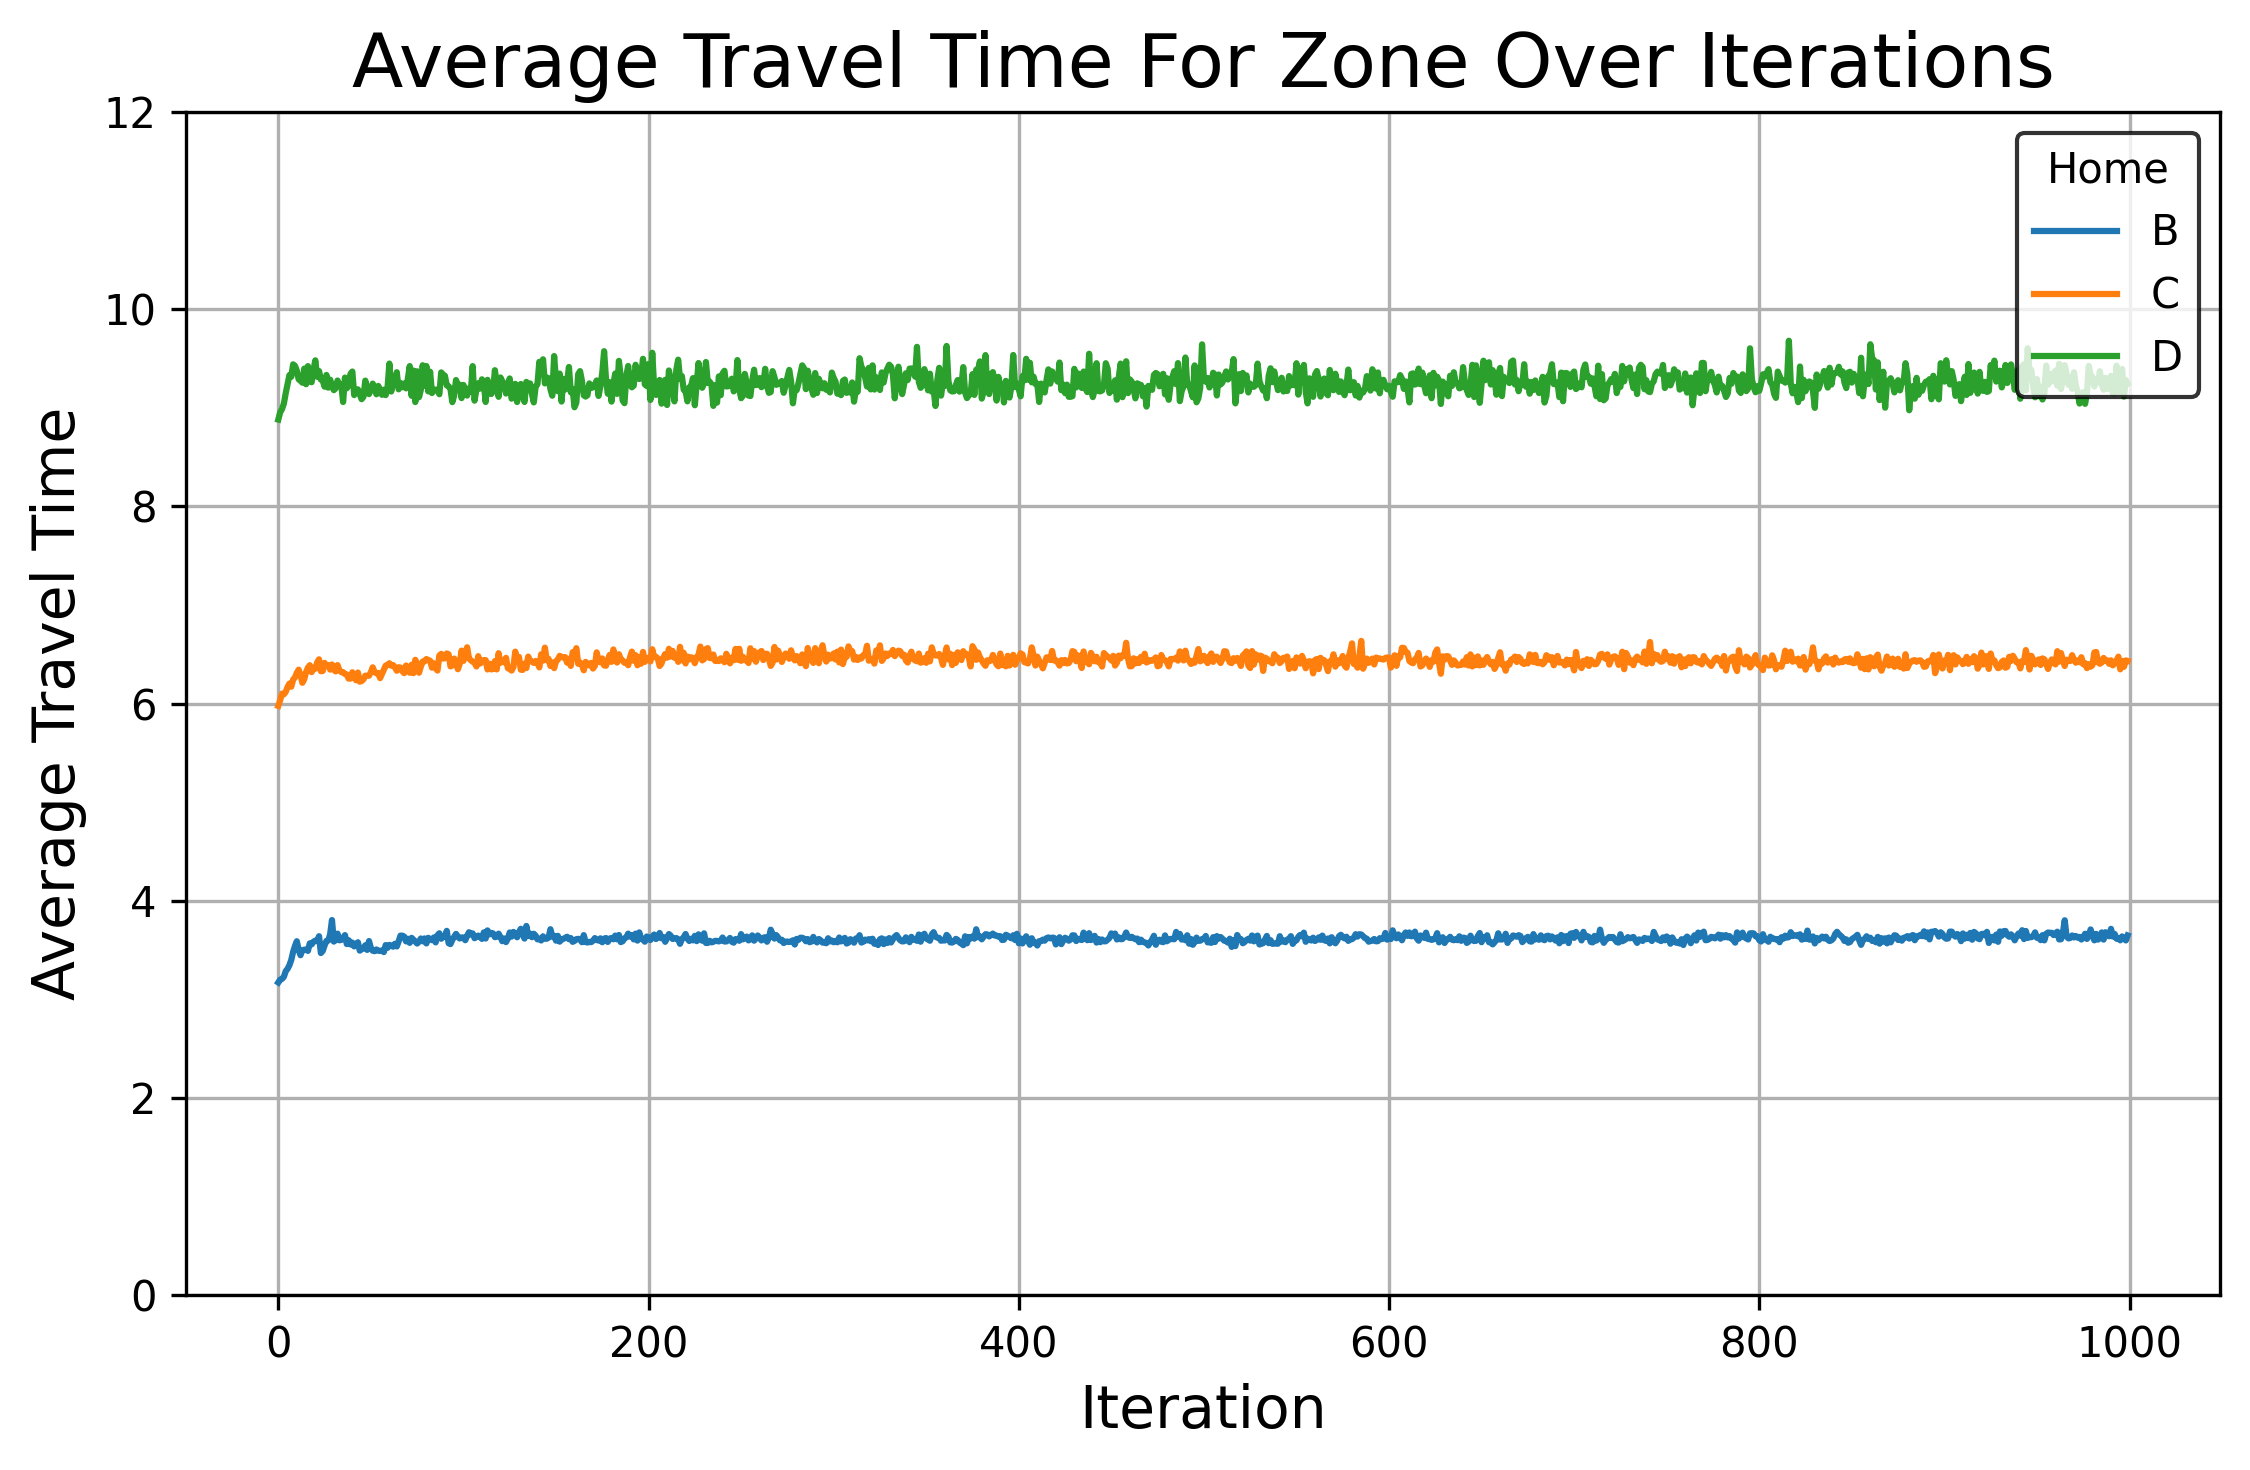 Average Travel Time For Zone Over Iterations
Average Travel Time
12
10
8
6
4
2
0
0 200 400 600 800 1000
Iteration
Home
B
C
D